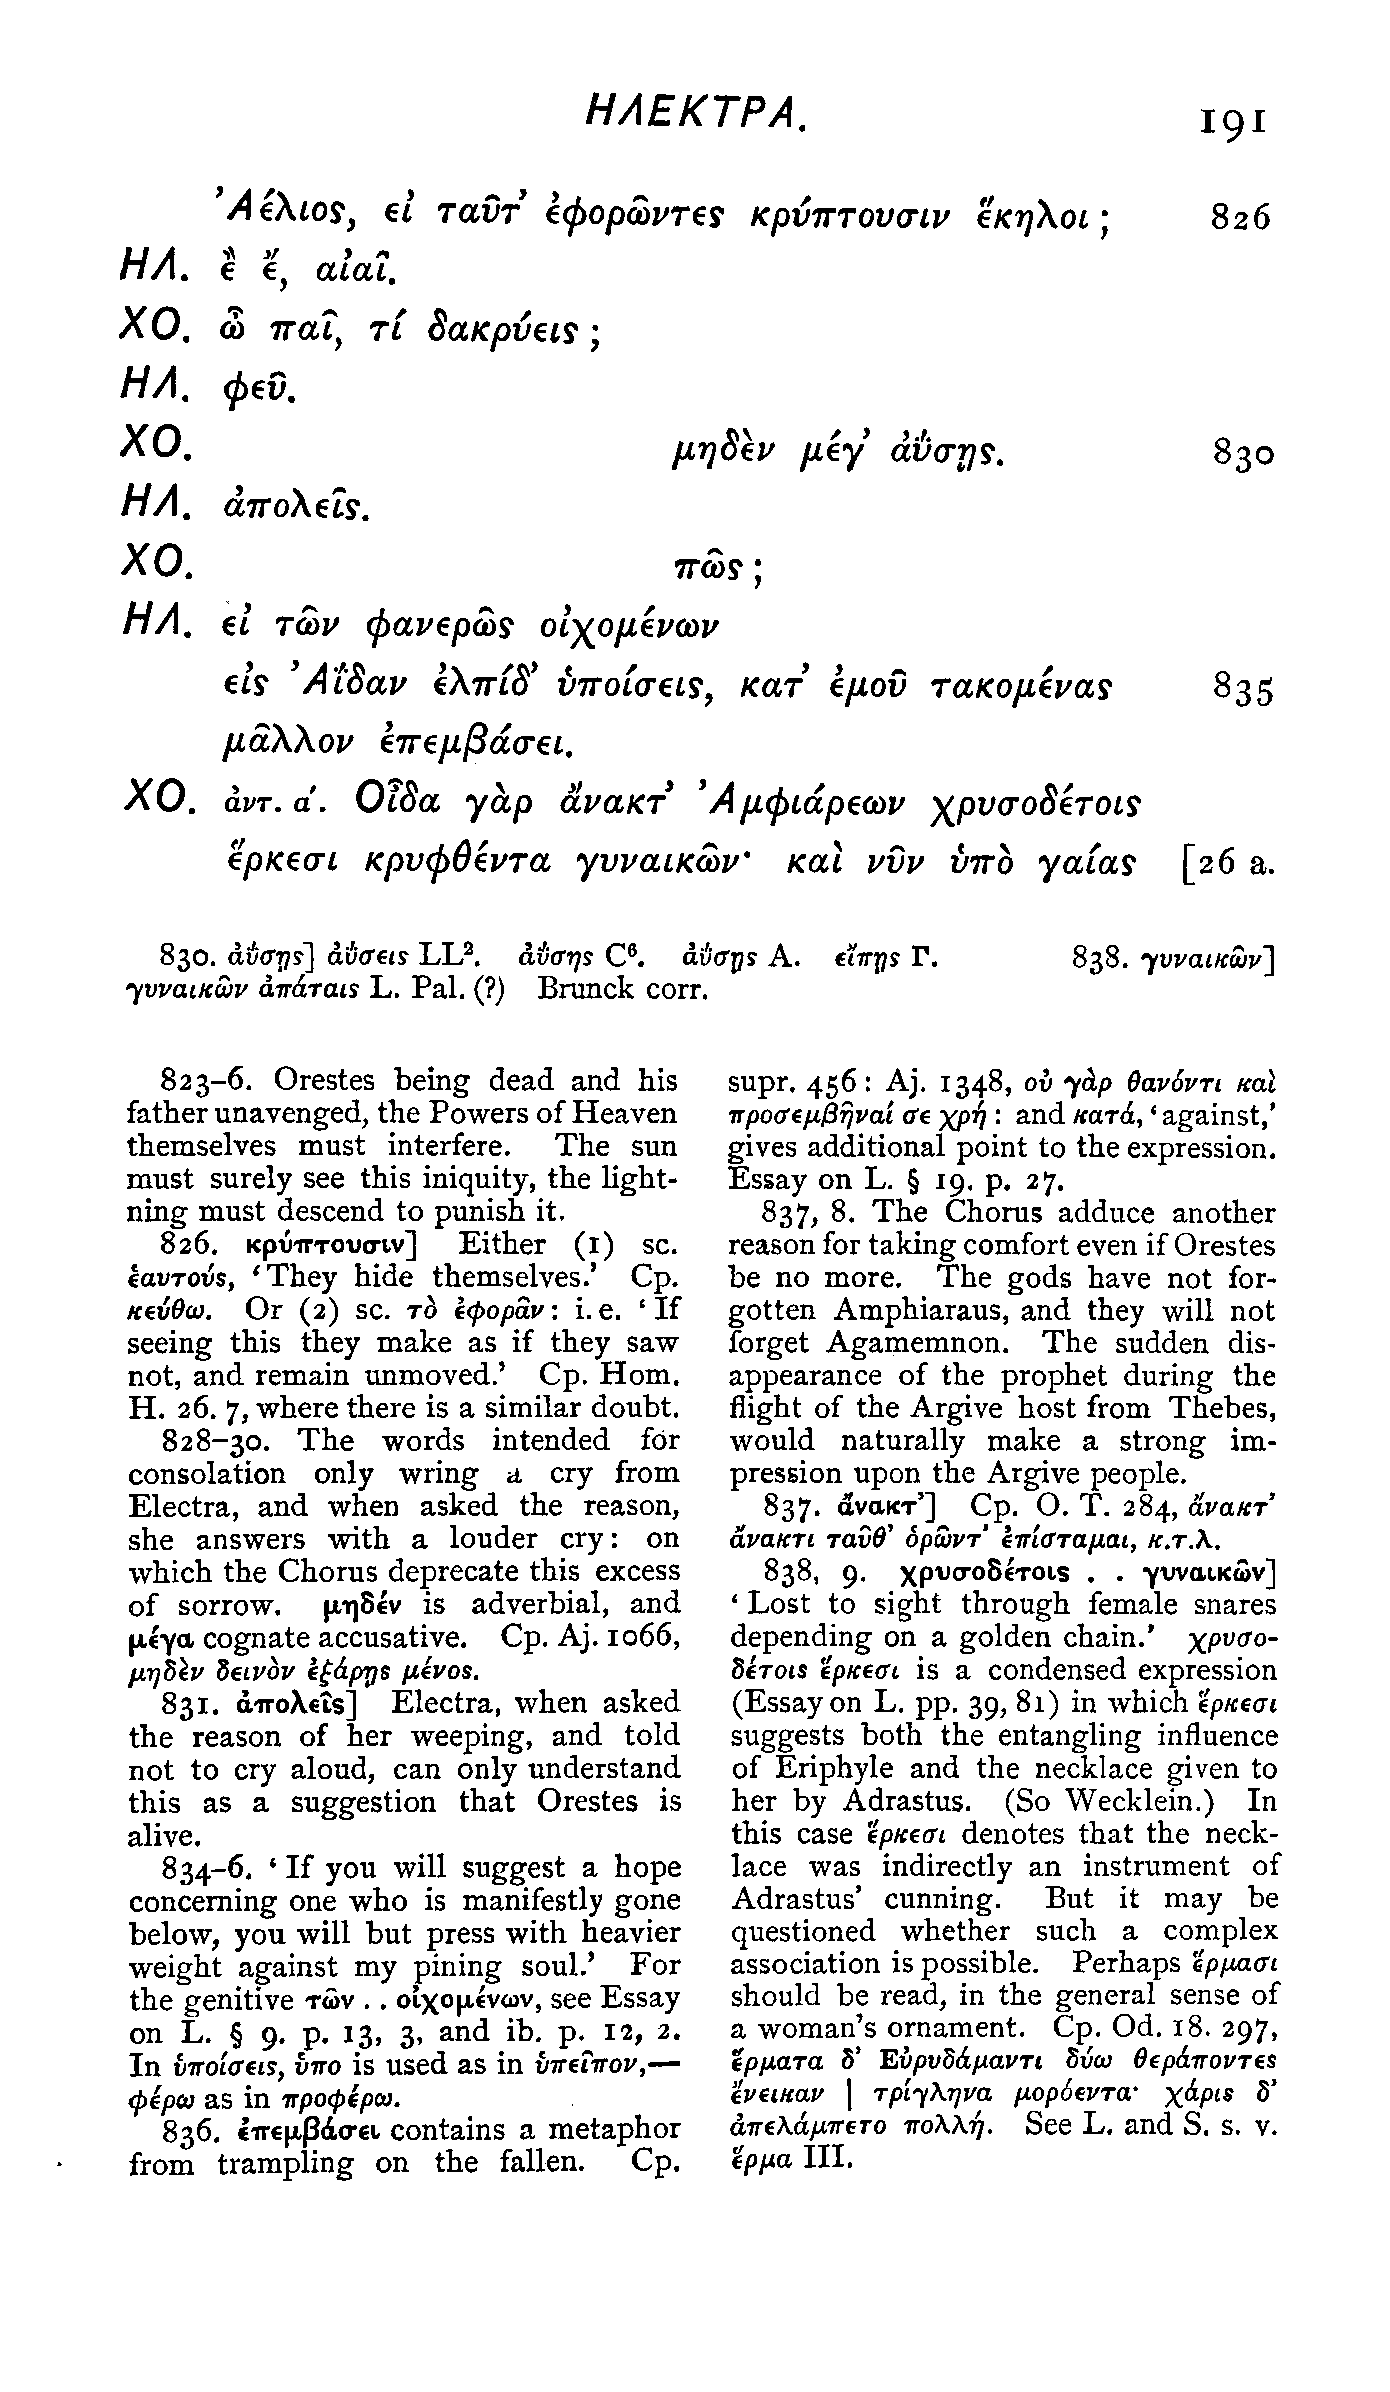 ΗΛΕΚΤΡΑ. 191
Ἀέλιος, εἰ ταῦτ᾽ ἐφορῶντες κρύπτουσιν ἕκηλοι; 826
ΗΛ. ἒ ἔ, αἰαῖ.
ΧΟ. ὦ παῖ, τί δακρύεις;
ΗΛ. φεῦ.
ΧΟ. μηδὲν μέγ᾽ ἀΰσῃς. 830
ΗΛ. ἀπολεῖς.
ΧΟ. πῶς;
ΗΛ. εἰ τῶν φανερῶς οἰχομένων
εἰς Ἀΐδαν ἐλπίδ᾽ ὑποίσεις, κατ᾽ ἐμοῦ τακομένας 835
μᾶλλον ἐπεμβάσει.
ΧΟ. ἀντ. α΄. Οἶδα γὰρ ἄνακτ᾽ Ἀμφιάρεων χρυσοδέτοις
ἕρκεσι κρυφθέντα γυναικῶν· καὶ νῦν ὑπὸ γαίας [26 a.
830. ἀΰσῃς] ἀΰσεις LL². ἀΰσης C⁶. ἀΰσῃς A. εἴπῃς Γ. 838. γυναικῶν]
γυναικῶν ἀπάταις L. Pal. (?) Brunck corr.
823–6. Orestes being dead and his
father unavenged, the Powers of Heaven
themselves must interfere. The sun
must surely see this iniquity, the light-
ning must descend to punish it.
826. κρύπτουσιν] Either (1) sc.
ἑαυτούς, ‘They hide themselves.’ Cp.
κεύθω. Or (2) sc. τὸ ἐφορᾶν: i. e. ‘If
seeing this they make as if they saw
not, and remain unmoved.’ Cp. Hom.
H. 26. 7, where there is a similar doubt.
828–30. The words intended for
consolation only wring a cry from
Electra, and when asked the reason,
she answers with a louder cry: on
which the Chorus deprecate this excess
of sorrow. μηδέν is adverbial, and
μέγα cognate accusative. Cp. Aj. 1066,
μηδὲν δεινὸν ἐξάρῃς μένος.
831. ἀπολεῖς] Electra, when asked
the reason of her weeping, and told
not to cry aloud, can only understand
this as a suggestion that Orestes is
alive.
834–6. ‘If you will suggest a hope
concerning one who is manifestly gone
below, you will but press with heavier
weight against my pining soul.’ For
the genitive τῶν . . οἰχομένων, see Essay
on L. § 9. p. 13, 3, and ib. p. 12, 2.
In ὑποίσεις, ὑπο is used as in ὑπεῖπον,—
φέρω as in προφέρω.
836. ἐπεμβάσει contains a metaphor
from trampling on the fallen. Cp.
supr. 456: Aj. 1348, οὐ γὰρ θανόντι καὶ
προσεμβῆναί σε χρή: and κατά, ‘against,’
gives additional point to the expression.
Essay on L. § 19. p. 27.
837, 8. The Chorus adduce another
reason for taking comfort even if Orestes
be no more. The gods have not for-
gotten Amphiaraus, and they will not
forget Agamemnon. The sudden dis-
appearance of the prophet during the
flight of the Argive host from Thebes,
would naturally make a strong im-
pression upon the Argive people.
837. ἄνακτ᾽] Cp. O. T. 284, ἄνακτ᾽
ἄνακτι ταῦθ᾽ ὁρῶντ᾽ ἐπίσταμαι, κ.τ.λ.
838, 9. χρυσοδέτοις . . γυναικῶν]
‘Lost to sight through female snares
depending on a golden chain.’ χρυσο-
δέτοις ἕρκεσι is a condensed expression
(Essay on L. pp. 39, 81) in which ἕρκεσι
suggests both the entangling influence
of Eriphyle and the necklace given to
her by Adrastus. (So Wecklein.) In
this case ἕρκεσι denotes that the neck-
lace was indirectly an instrument of
Adrastus’ cunning. But it may be
questioned whether such a complex
association is possible. Perhaps ἕρμασι
should be read, in the general sense of
a woman’s ornament. Cp. Od. 18. 297,
ἕρματα δ᾽ Εὐρυδάμαντι δύω θεράποντες
ἔνεικαν | τρίγληνα μορόεντα· χάρις δ᾽
ἀπελάμπετο πολλή. See L. and S. s. v.
ἕρμα III.